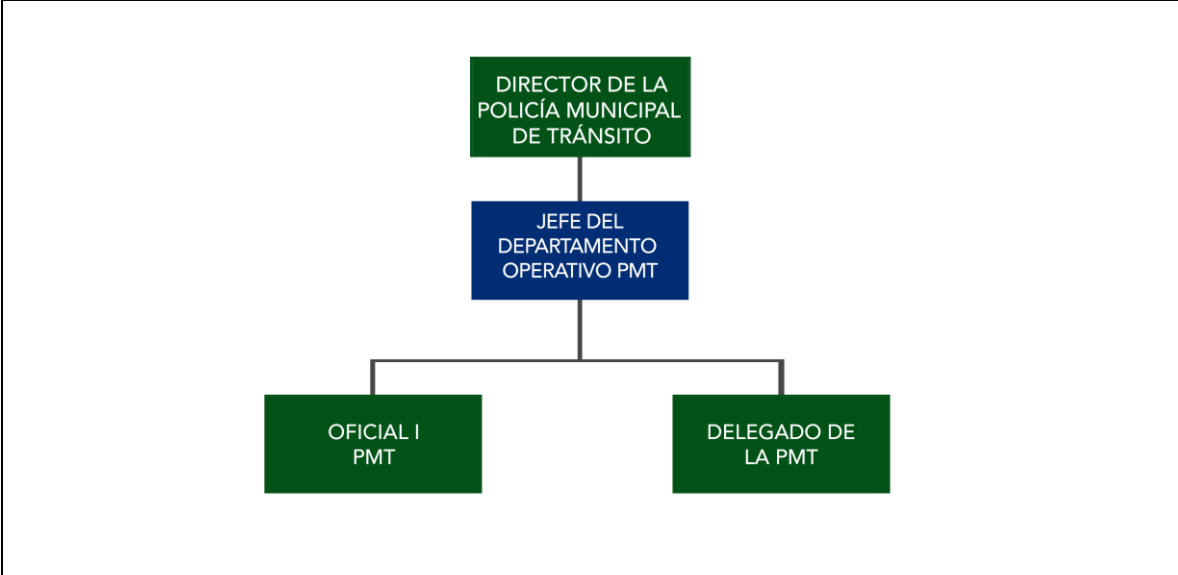 DIRECTOR DE LA
POLICÍA MUNICIPAL
DE TRÁNSITO
JEFE DEL
DEPARTAMENTO
OPERATIVO PMT
OFICIAL I
PMT
DELEGADO DE
LA PMT